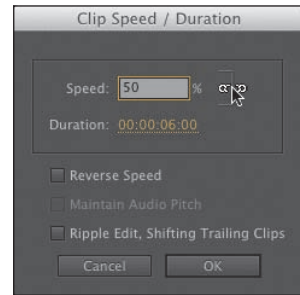 Clip Speed / Duration
Speed: 50 %
Duration: 00:00:06:00
Reverse Speed
Maintain Audio Pitch
Ripple Edit, Shifting Trailing Clips
Cancel OK